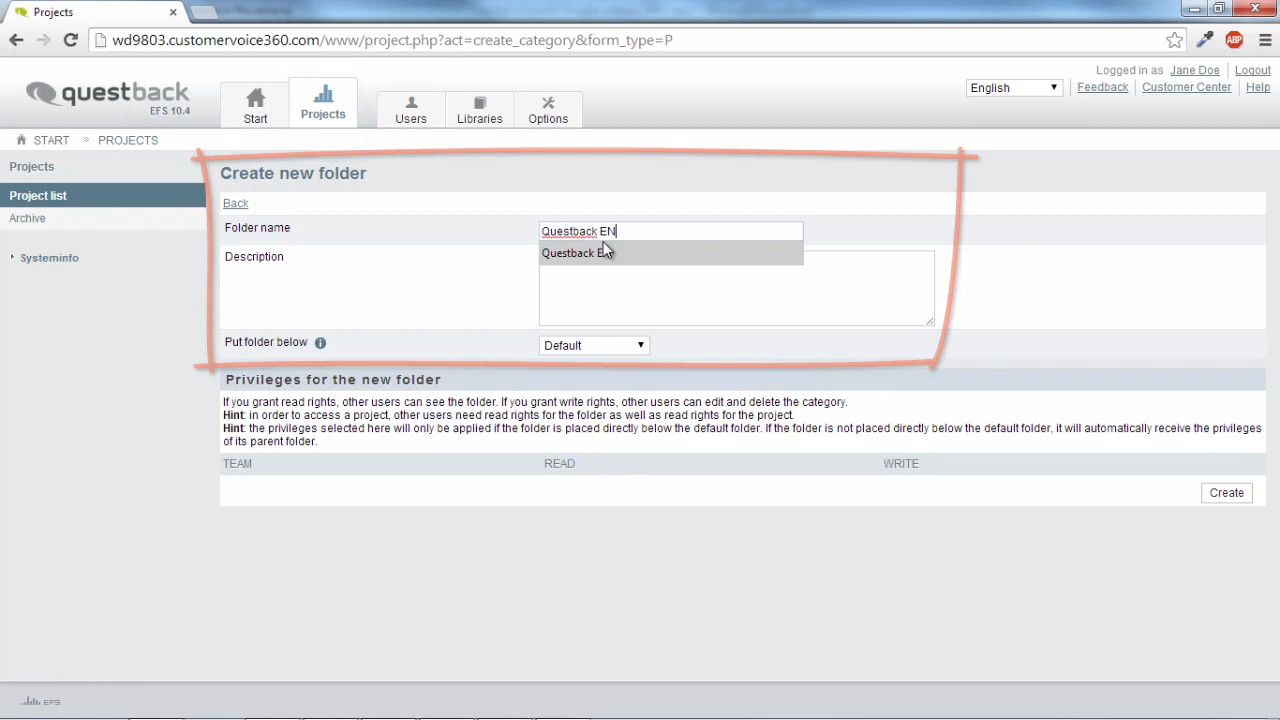 Projects
wd9803.customervoice360.com/www/project.php?act=create_category&form_type=P
ABP
Logged in as Jane Doe Logout
questback
EFS 10.4
Start
Projects
Users
Libraries
Options
English
Feedback Customer Center Help
START » PROJECTS
Projects
Project list
Archive
Systeminfo
Create new folder
Back
Folder name
Questback EN
Questback
Description
Put folder below
Default
Privileges for the new folder
If you grant read rights, other users can see the folder. If you grant write rights, other users can edit and delete the category.
Hint: in order to access a project, other users need read rights for the folder as well as read rights for the project.
Hint: the privileges selected here will only be applied if the folder is placed directly below the default folder. If the folder is not placed directly below the default folder, it will automatically receive the privileges
of its parent folder.
TEAM READ WRITE
Create
EFS